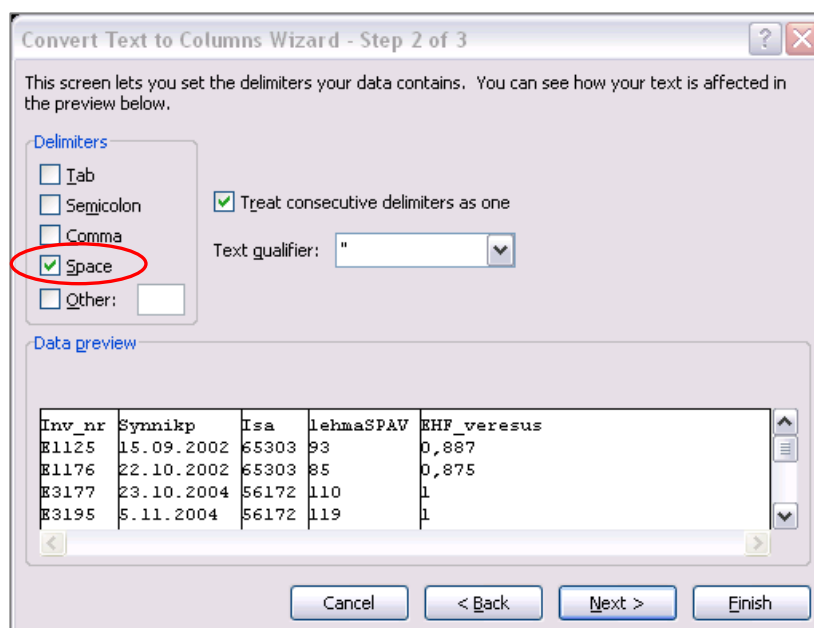 Convert Text to Columns Wizard - Step 2 of 3
This screen lets you set the delimiters your data contains. You can see how your text is affected in
the preview below.
Delimiters
Tab
Semicolon
Comma
Space
Other:
Treat consecutive delimiters as one
Text qualifier: "
Data preview
Inv_nr Synnikp Isa lehmaSPAV EHF_veresus
E1125 15.09.2002 65303 93 0,887
E1176 22.10.2002 65303 85 0,875
E3177 23.10.2004 56172 110 1
E3195 5.11.2004 56172 119 1
Cancel < Back Next > Finish